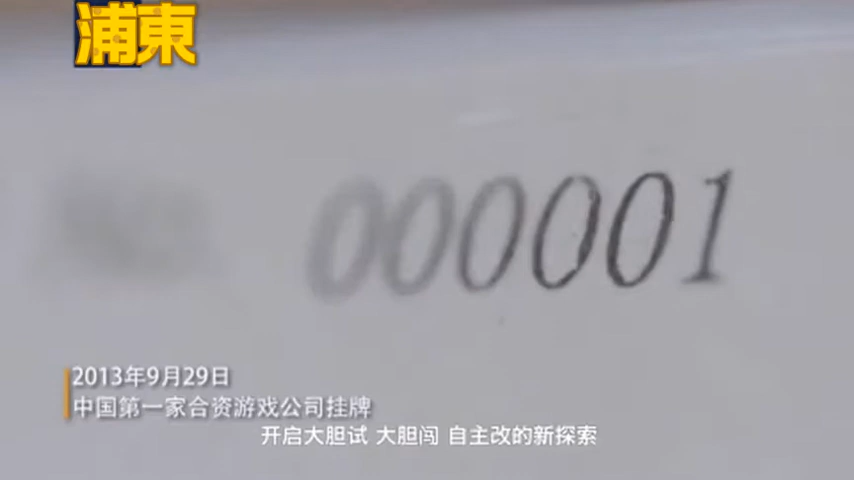 浦東
000001
2013年9月29日
中国第一家合资游戏公司挂牌
开启大胆试 大胆闯 自主改的新探索